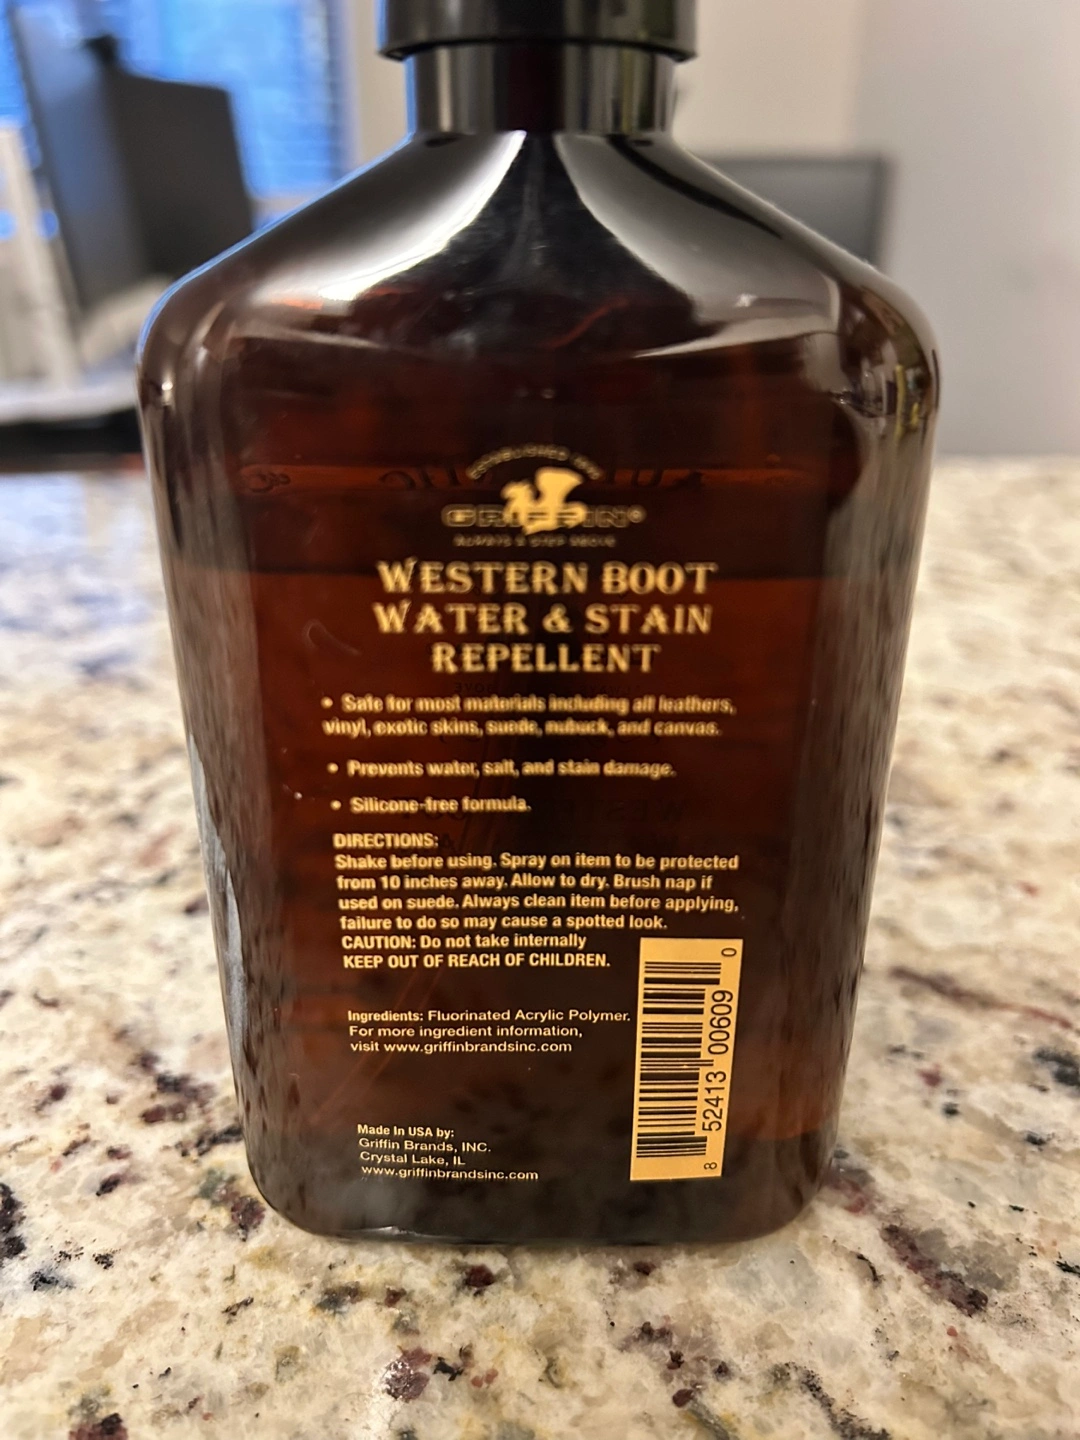 GRIFFIN®
ALWAYS A STEP ABOVE
WESTERN BOOT
WATER & STAIN
REPELLENT
• Safe for most materials including all leathers,
vinyl, exotic skins, suede, nubuck, and canvas.
• Prevents water, salt, and stain damage.
• Silicone-free formula.
DIRECTIONS:
Shake before using. Spray on item to be protected
from 10 inches away. Allow to dry. Brush nap if
used on suede. Always clean item before applying,
failure to do so may cause a spotted look.
CAUTION: Do not take internally
KEEP OUT OF REACH OF CHILDREN.
Ingredients: Fluorinated Acrylic Polymer.
For more ingredient information,
visit www.griffinbrandsinc.com
Made In USA by:
Griffin Brands, INC.
Crystal Lake, IL
www.griffinbrandsinc.com
8 52413 00609 0